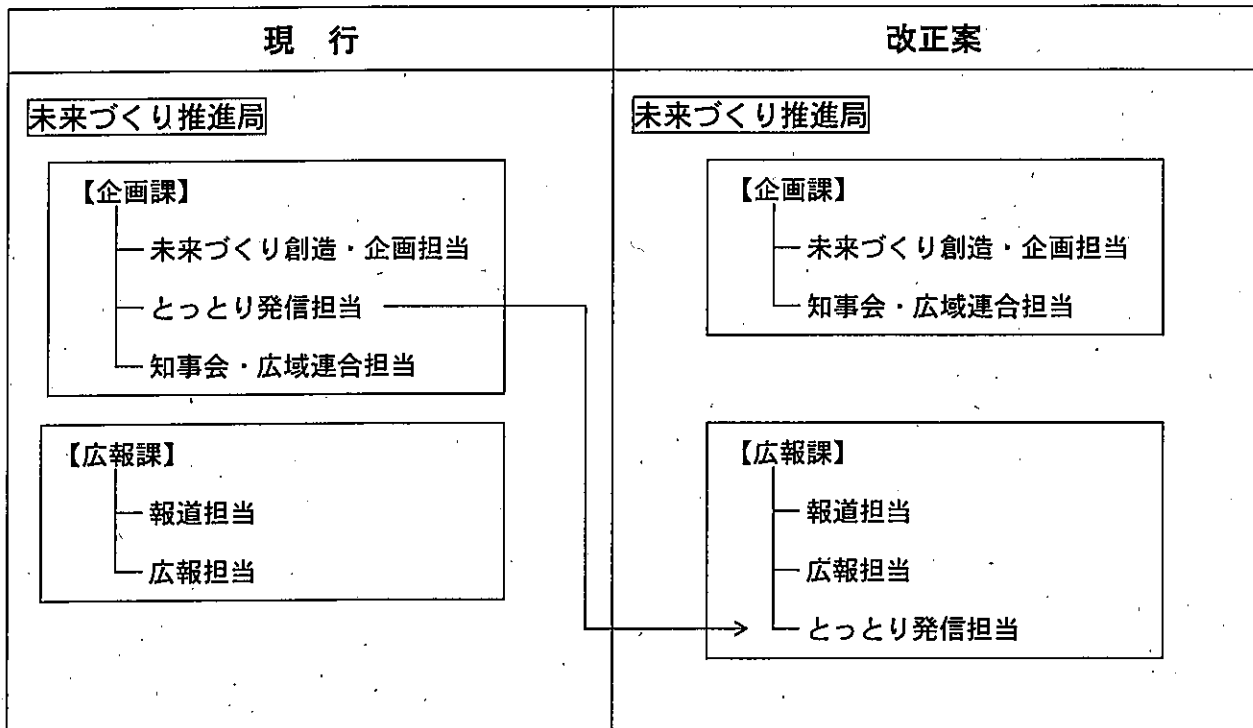 現 行
改正案
未来づくり推進局
【企画課】
未来づくり創造・企画担当
とっとり発信担当
知事会・広域連合担当
【広報課】
報道担当
広報担当
未来づくり推進局
【企画課】
未来づくり創造・企画担当
知事会・広域連合担当
【広報課】
報道担当
広報担当
とっとり発信担当